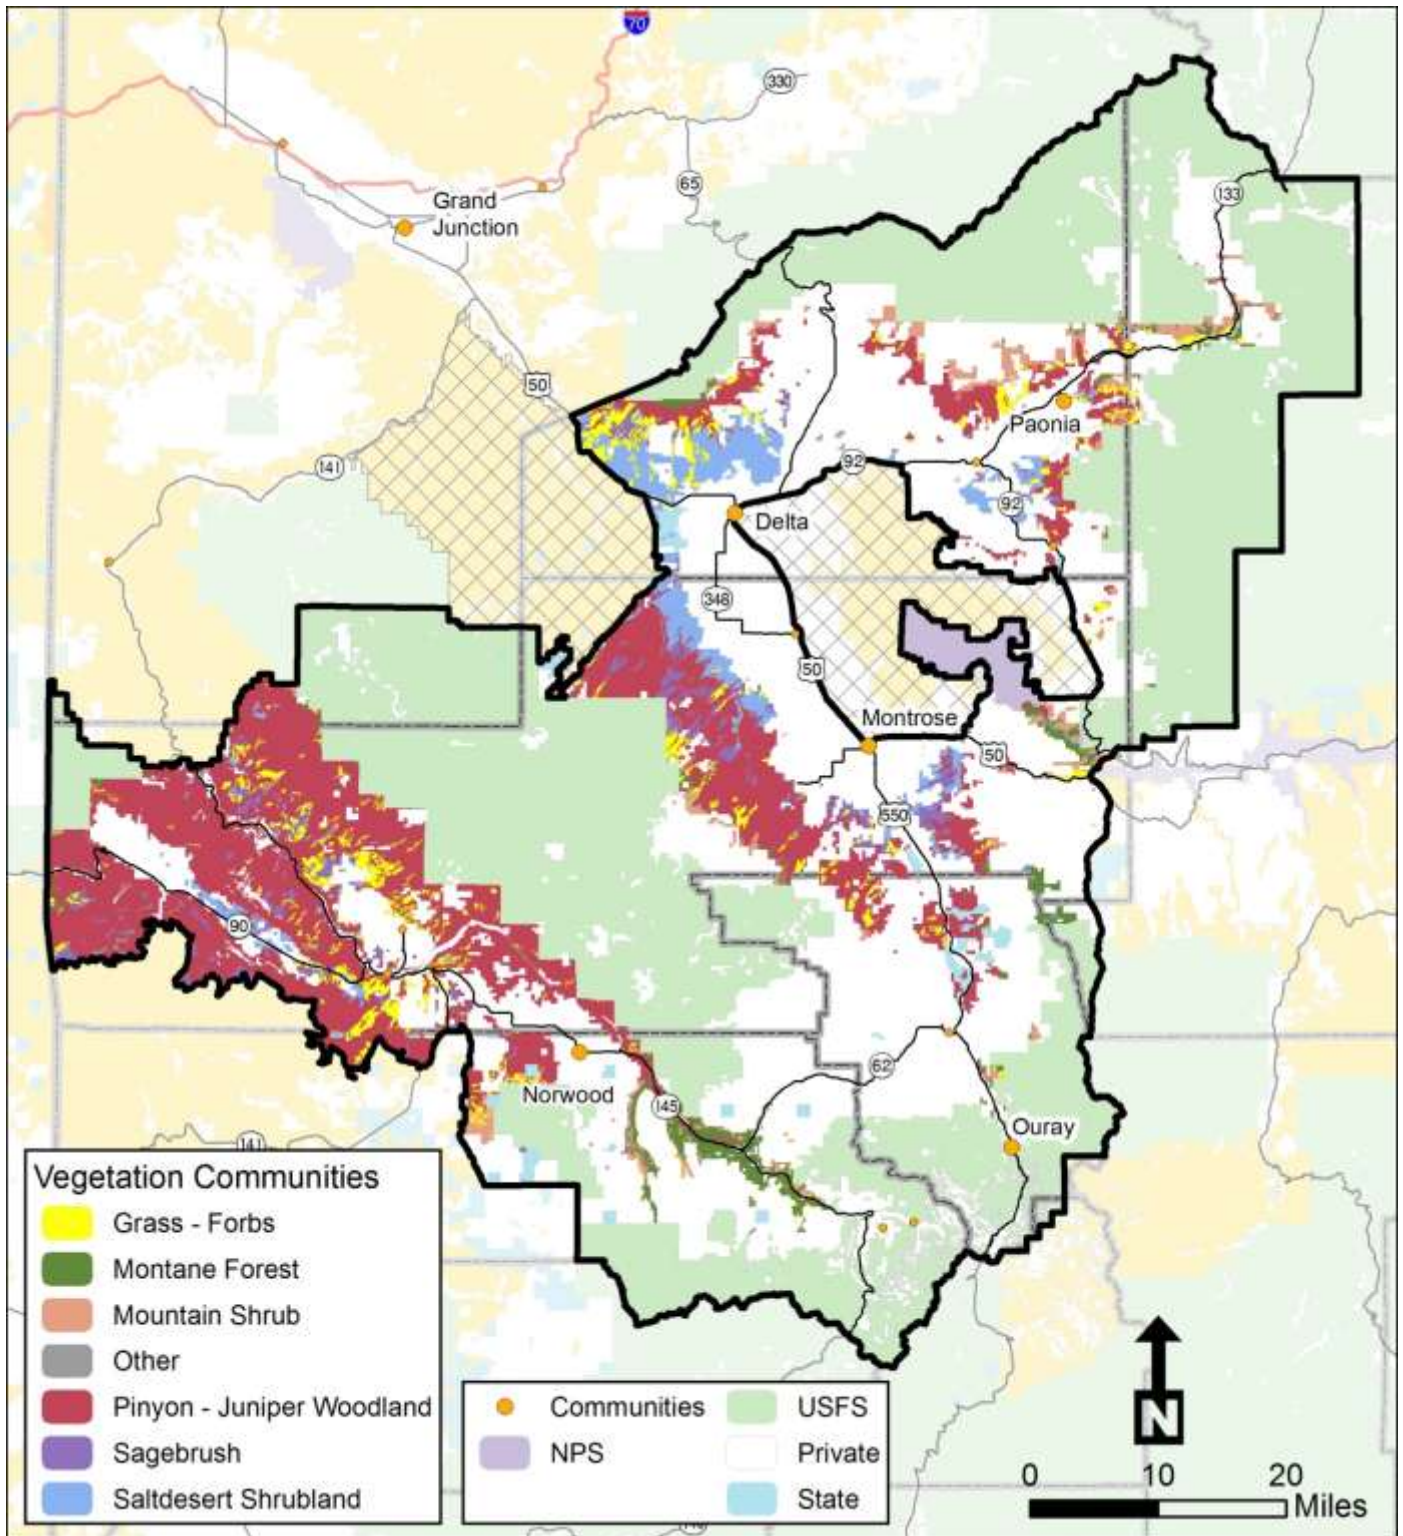 70
330
65
133
Grand
Junction
50
141
Paonia
92
92
Delta
348
50
Montrose
50
550
90
62
Norwood
145
Ouray
141
Vegetation Communities
Grass - Forbs
Montane Forest
Mountain Shrub
Other
Pinyon - Juniper Woodland
Sagebrush
Saltdesert Shrubland
Communities
NPS
USFS
Private
State
N
0 10 20
Miles